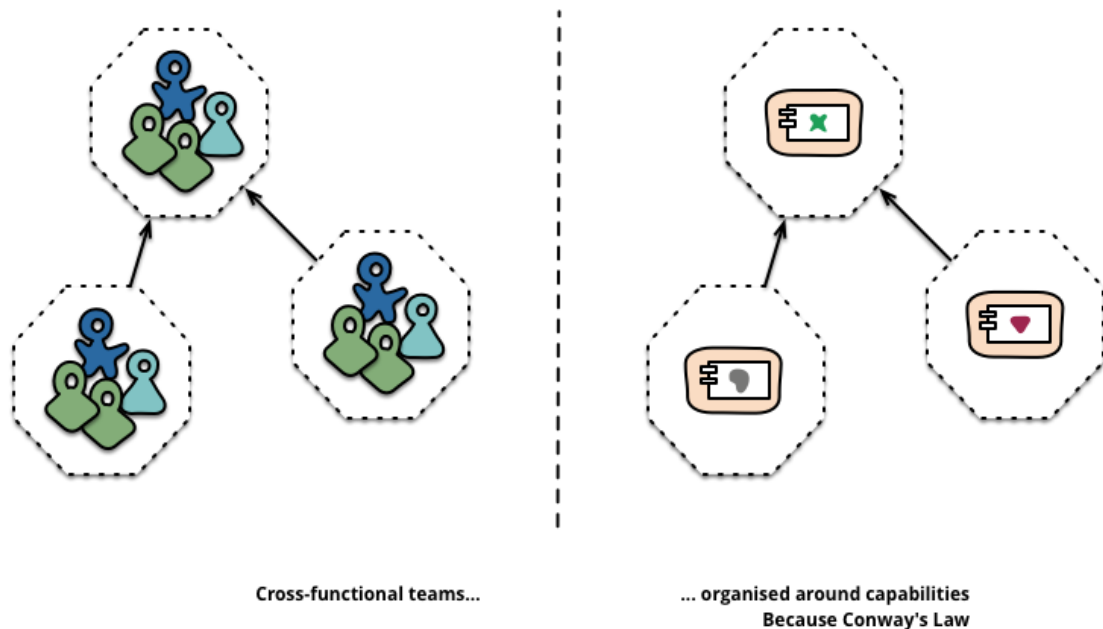 Cross-functional teams...
... organised around capabilities
Because Conway's Law